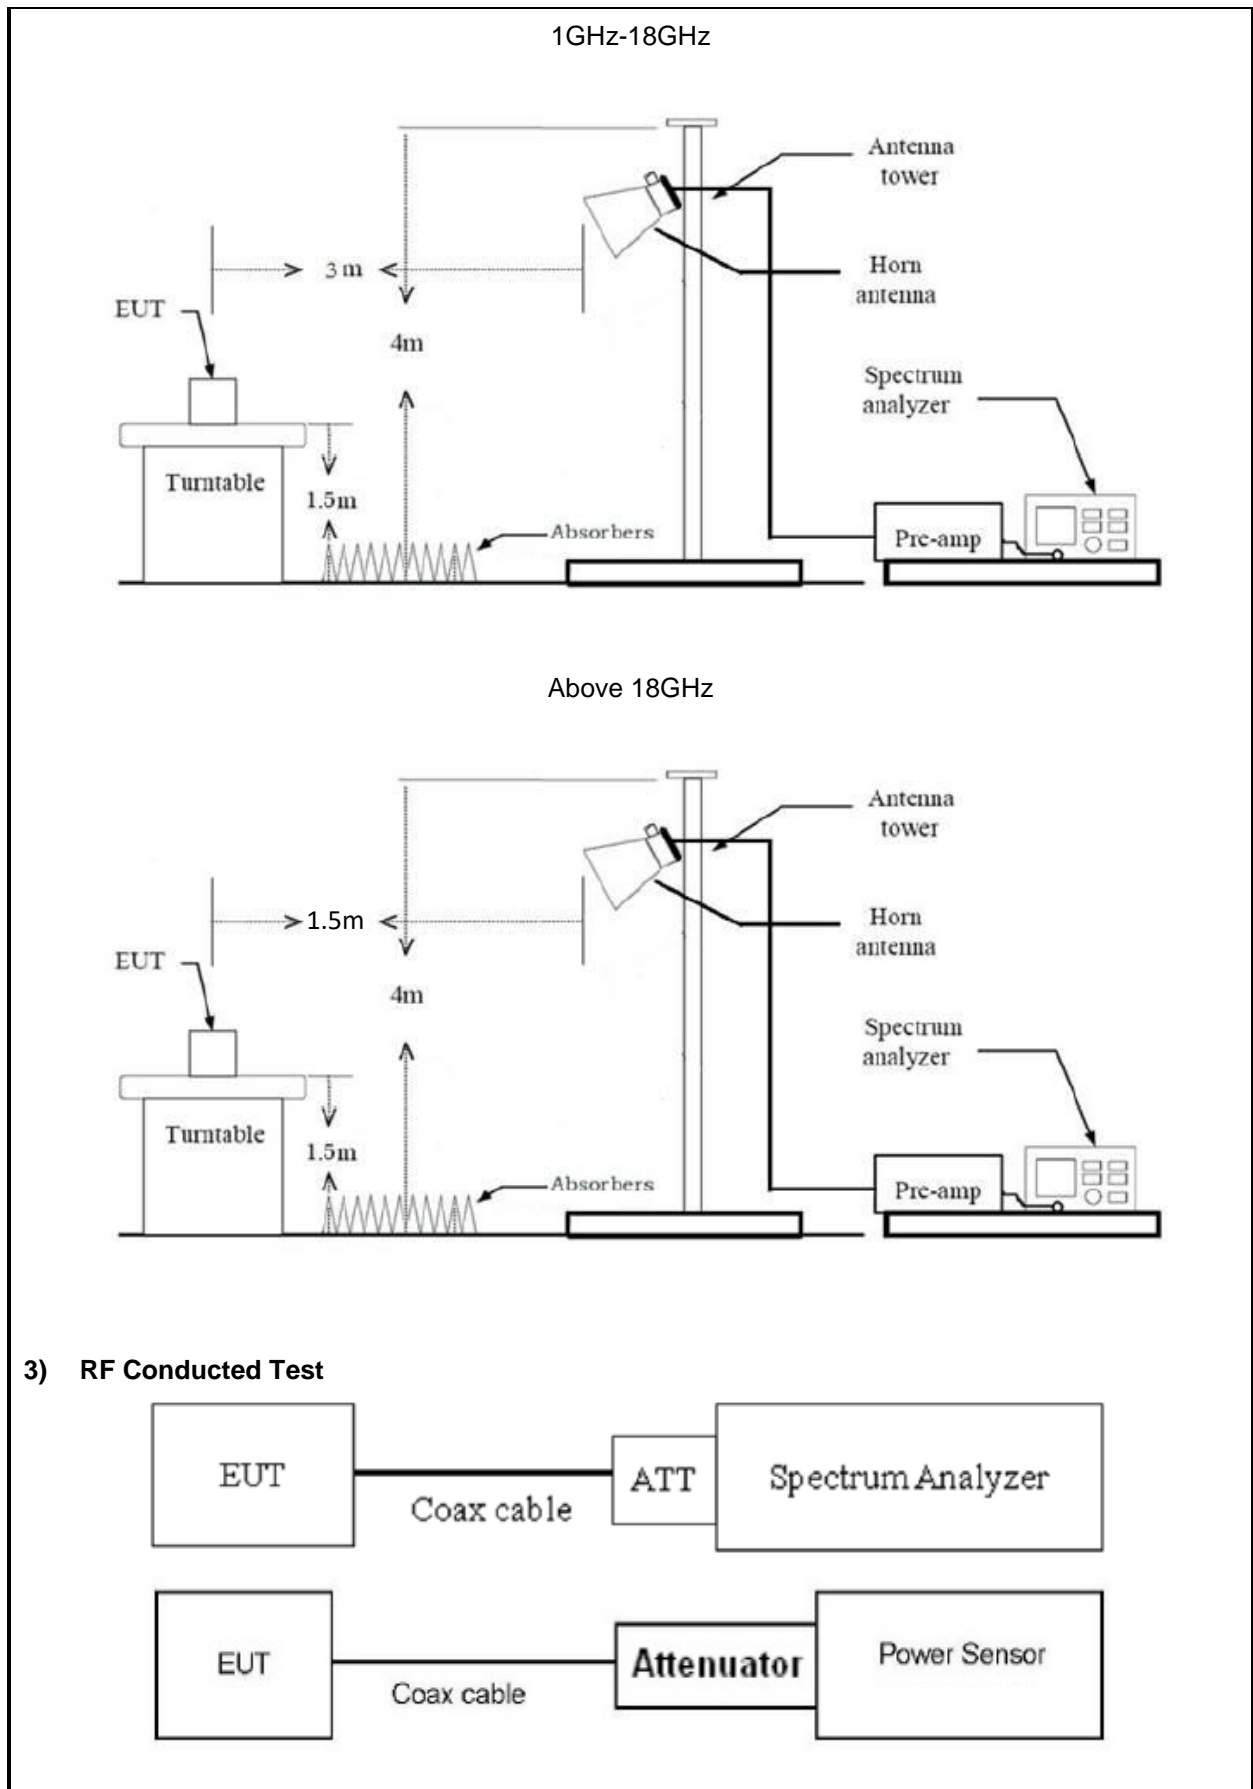 1GHz-18GHz
Antenna
tower
3 m
Horn
antenna
EUT
4m
Spectrum
analyzer
Turntable
1.5m
Absorbers
Pre-amp
Above 18GHz
Antenna
tower
1.5m
Horn
antenna
EUT
4m
Spectrum
analyzer
Turntable
1.5m
Absorbers
Pre-amp
3) RF Conducted Test
EUT
Coax cable
ATT
Spectrum Analyzer
EUT
Coax cable
Attenuator
Power Sensor